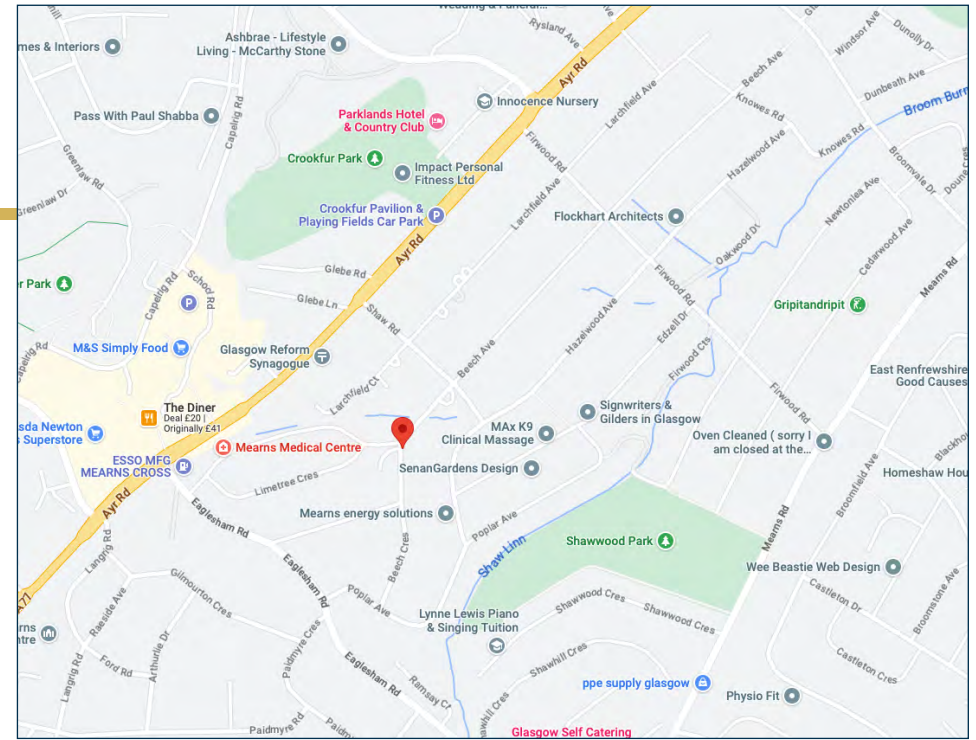 Rysland Ave
Windsor Ave
Dunolly Dr
mes & Interiors
Ashbrae - Lifestyle
Living - McCarthy Stone
Ayr Rd
Beech Ave
Dunbeath Ave
Innocence Nursery
Larchfield Ave
Knowes Rd
Broom Burn
Pass With Paul Shabba
Capelrig Rd
Parklands Hotel
& Country Club
Firwood Rd
Hazelwood Ave
Knowes Rd
Greenlaw Rd
Crookfur Park
Impact Personal
Fitness Ltd
Broomvale Dr
Doune Cres
Greenlaw Dr
Larchfield Ave
Newtonlea Ave
Crookfur Pavilion &
Playing Fields Car Park
P
Flockhart Architects
Ayr Rd
Oakwood Dr
Cedarwood Ave
Mearns Rd
Glebe Rd
Firwood Rd
r Park
Capelrig Rd
School Rd
P
Glebe Ln
Shaw Rd
Hazelwood Ave
Edzell Dr
Gripitandripit
Capelrig Rd
M&S Simply Food
Glasgow Reform
Synagogue
Beech Ave
Firwood Cts
East Renfrewshire
Good Causes
Larchfield Ct
Firwood Rd
The Diner
Deal £20 |
Originally £41
Signwriters &
Gilders in Glasgow
sda Newton
s Superstore
MAx K9
Clinical Massage
Oven Cleaned ( sorry I
am closed at the...
Mearns Medical Centre
ESSO MFG
MEARNS CROSS
SenanGardens Design
Homeshaw Hou
Limetree Cres
Broomfield Ave
Ayr Rd
Eaglesham Rd
Mearns energy solutions
Poplar Ave
Mearns Rd
Shawwood Park
Shaw Linn
Langrig Rd
Beech Cres
Eaglesham Rd
Wee Beastie Web Design
A77
Gilmourton Cres
Poplar Ave
Shawwood Cres
Shawwood Cres
Castleton Dr
Broomstone Ave
Raeside Ave
Lynne Lewis Piano
& Singing Tuition
rns
tre
Arthurlie Dr
Paidmyre Cres
Shawhill Cres
Castleton Cres
Langrig Rd
Ford Rd
Eaglesham Rd
Ramsay Ct
ppe supply glasgow
Physio Fit
Paidmyre Rd
awhill Cres
Glasgow Self Catering